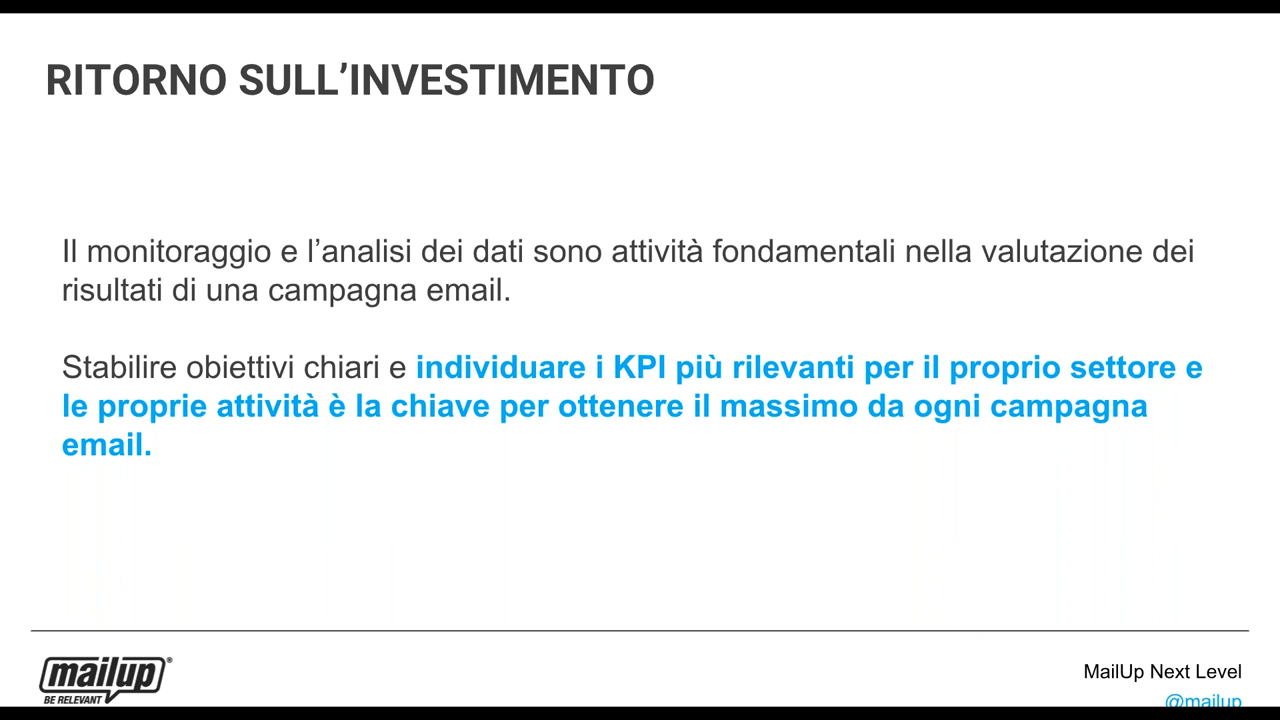 RITORNO SULL’INVESTIMENTO
Il monitoraggio e l’analisi dei dati sono attività fondamentali nella valutazione dei
risultati di una campagna email.
Stabilire obiettivi chiari e individuare i KPI più rilevanti per il proprio settore e
le proprie attività è la chiave per ottenere il massimo da ogni campagna
email.
mailup®
BE RELEVANT
MailUp Next Level
@mailup